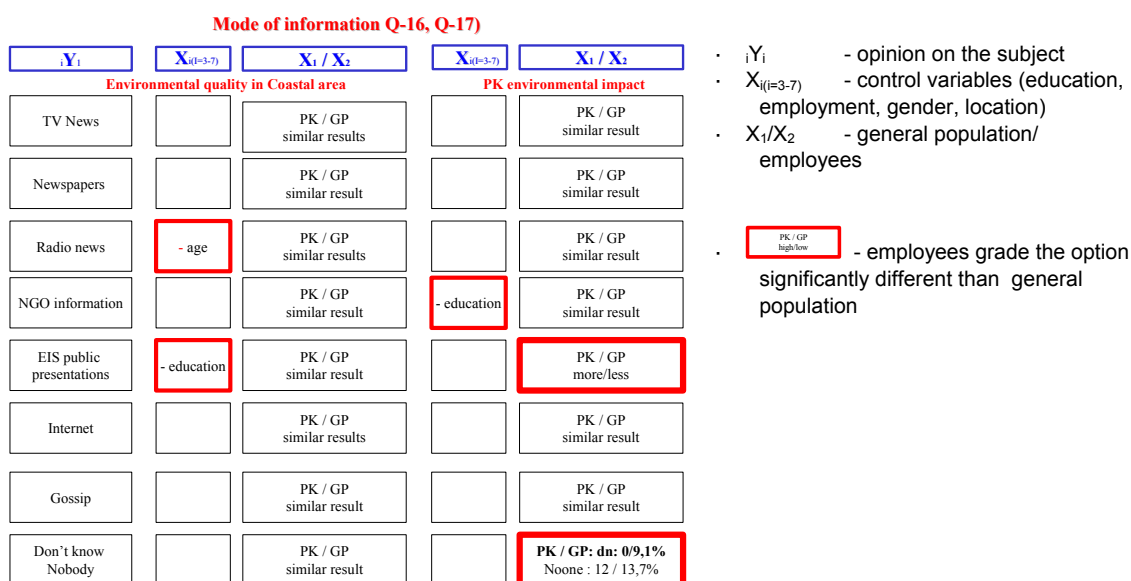 Mode of information Q-16, Q-17)
iY1 Xi(I=3-7) X1 / X2 Xi(I=3-7) X1 / X2
Environmental quality in Coastal area PK environmental impact
TV News
PK / GP
similar results
PK / GP
similar result
Newspapers
PK / GP
similar result
PK / GP
similar result
Radio news
- age
PK / GP
similar results
PK / GP
similar result
NGO information
PK / GP
similar result
- education
PK / GP
similar result
EIS public
presentations
- education
PK / GP
similar result
PK / GP
more/less
Internet
PK / GP
similar results
PK / GP
similar result
Gossip
PK / GP
similar result
PK / GP
similar result
Don't know
Nobody
PK / GP
similar result
PK / GP: dn: 0/9,1%
Noone : 12 / 13,7%
· iYi - opinion on the subject
· Xi(i=3-7) - control variables (education,
employment, gender, location)
· X1/X2 - general population/
employees
PK / GP
high/low
· - employees grade the option
significantly different than general
population